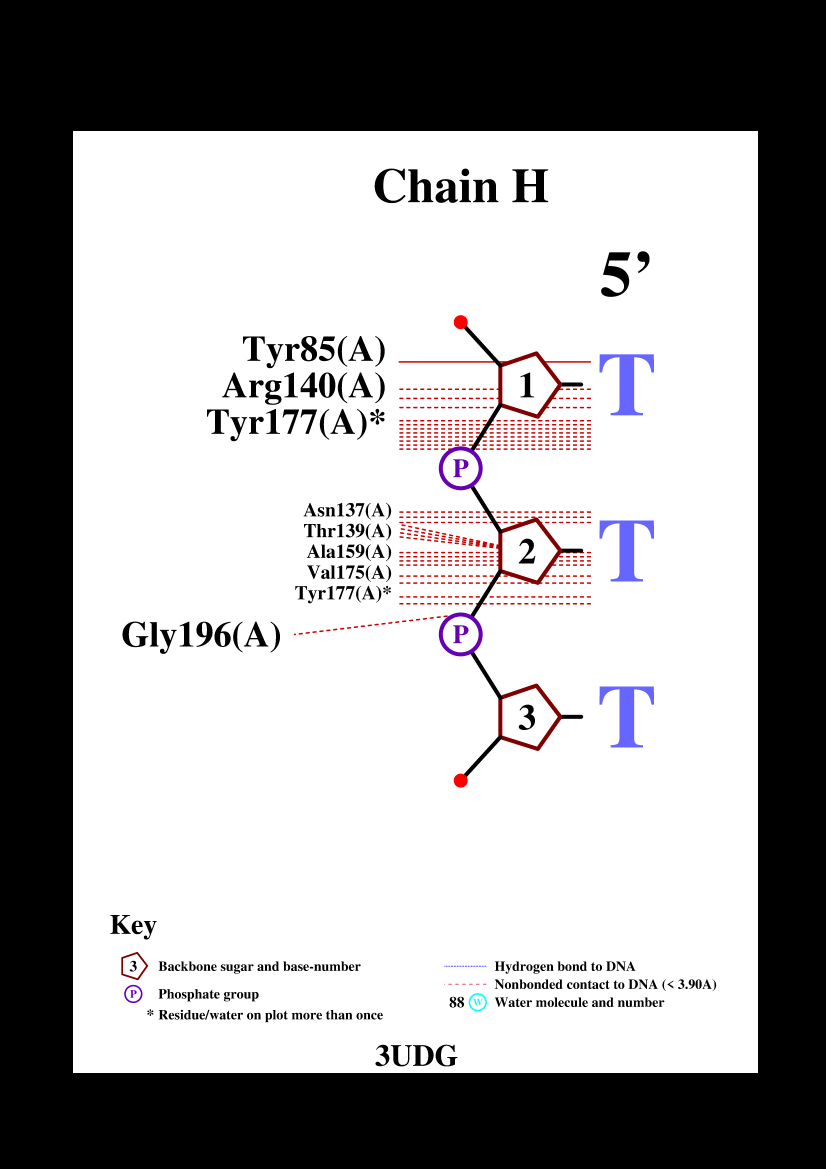 Chain H
5’
Tyr85(A)
Arg140(A)
Tyr177(A)*
1
T
P
Asn137(A)
Thr139(A)
Ala159(A)
Val175(A)
Tyr177(A)*
2
T
Gly196(A)
P
3
T
Key
3 Backbone sugar and base-number
P Phosphate group
* Residue/water on plot more than once
Hydrogen bond to DNA
Nonbonded contact to DNA (< 3.90A)
88 W Water molecule and number
3UDG